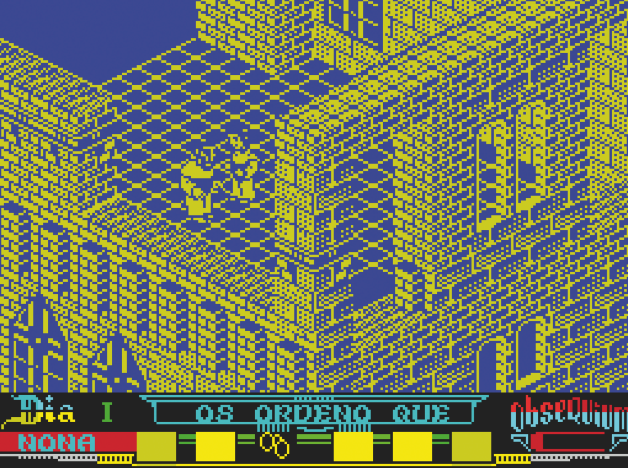 Dia I
OS ORDENO QUE
obsequium
NONA